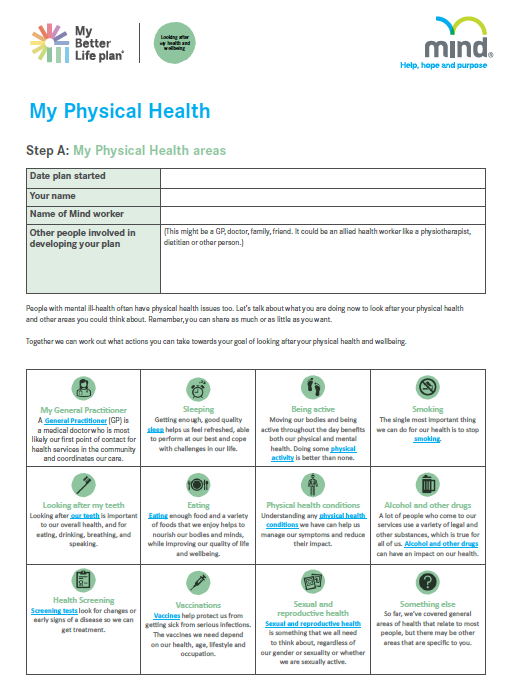 My
Better
Life plan®
Looking after
my health and
wellbeing
mind®
Help, hope and purpose
My Physical Health
Step A: My Physical Health areas
Date plan started
Your name
Name of Mind worker
Other people involved in
developing your plan
(This might be a GP, doctor, family, friend. It could be an allied health worker like a physiotherapist,
dietitian or other person.)
People with mental ill-health often have physical health issues too. Let's talk about what you are doing now to look after your physical health
and other areas you could think about. Remember, you can share as much or as little as you want.
Together we can work out what actions you can take towards your goal of looking after your physical health and wellbeing.
My General Practitioner
A General Practitioner (GP) is
a medical doctor who is most
likely our first point of contact for
health services in the community
and coordinates our care.
Sleeping
Getting enough, good quality
sleep helps us feel refreshed, able
to perform at our best and cope
with challenges in our life.
Being active
Moving our bodies and being
active throughout the day benefits
both our physical and mental
health. Doing some physical
activity is better than none.
Smoking
The single most important thing
we can do for our health is to stop
smoking.
Looking after my teeth
Looking after our teeth is important
to our overall health, and for
eating, drinking, breathing, and
speaking.
Eating
Eating enough food and a variety
of foods that we enjoy helps to
nourish our bodies and minds,
while improving our quality of life
and wellbeing.
Physical health conditions
Understanding any physical health
conditions we have can help us
manage our symptoms and reduce
their impact.
Alcohol and other drugs
A lot of people who come to our
services use a variety of legal and
other substances, which is true for
all of us. Alcohol and other drugs
can have an impact on our health.
Health Screening
Screening tests look for changes or
early signs of a disease so we can
get treatment.
Vaccinations
Vaccines help protect us from
getting sick from serious infections.
The vaccines we need depend
on our health, age, lifestyle and
occupation.
Sexual and
reproductive health
Sexual and reproductive health
is something that we all need
to think about, regardless of
our gender or sexuality or whether
we are sexually active.
?
Something else
So far, we've covered general
areas of health that relate to most
people, but there may be other
areas that are specific to you.